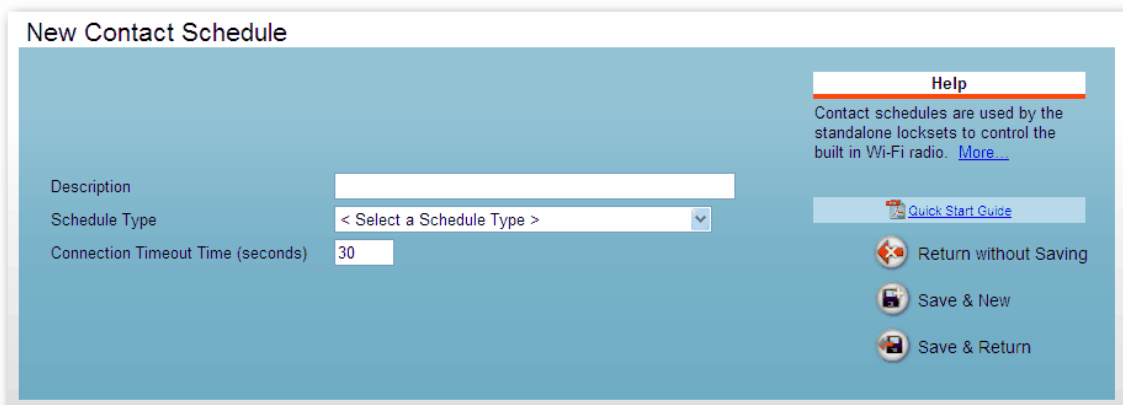 New Contact Schedule
Help
Contact schedules are used by the
standalone locksets to control the
built in Wi-Fi radio. More...
Description
Schedule Type < Select a Schedule Type >
Connection Timeout Time (seconds) 30
Quick Start Guide
Return without Saving
Save & New
Save & Return